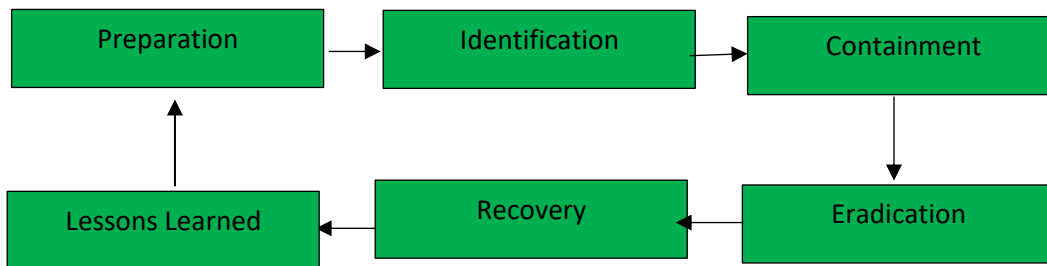 Preparation
Identification
Containment
Lessons Learned
Recovery
Eradication